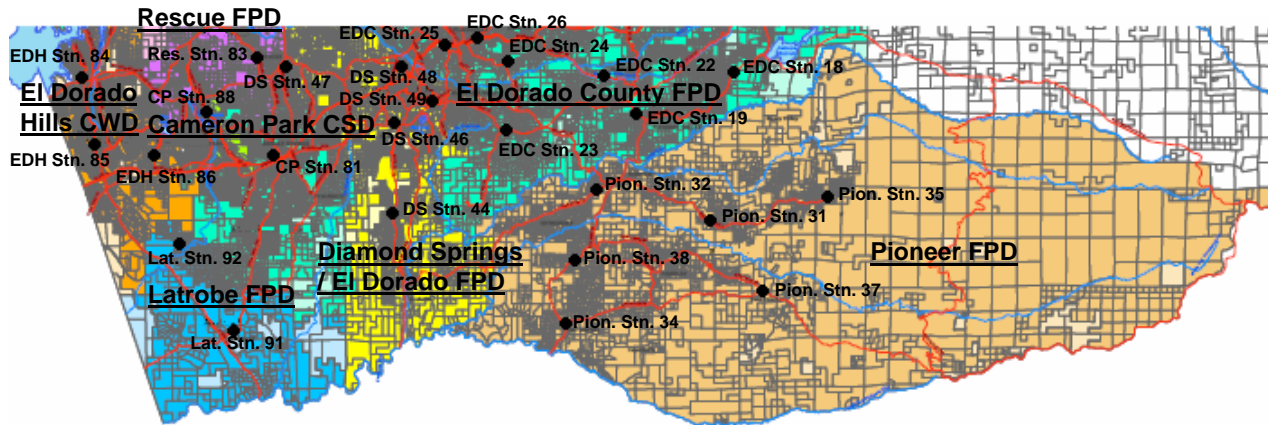 Rescue FPD
EDC Stn. 26
EDC Stn. 25
EDH Stn. 84
Res. Stn. 83
EDC Stn. 24
DS Stn. 47
DS Stn. 48
EDC Stn. 22
EDC Stn. 18
El Dorado
Hills CWD
CP Stn. 88
DS Stn. 49
El Dorado County FPD
Cameron Park CSD
EDC Stn. 19
DS Stn. 46
EDC Stn. 23
EDH Stn. 85
EDH Stn. 86
CP Stn. 81
Pion. Stn. 32
Pion. Stn. 35
DS Stn. 44
Pion. Stn. 31
Lat. Stn. 92
Diamond Springs
/ El Dorado FPD
Pioneer FPD
Pion. Stn. 38
Latrobe FPD
Pion. Stn. 37
Pion. Stn. 34
Lat. Stn. 91